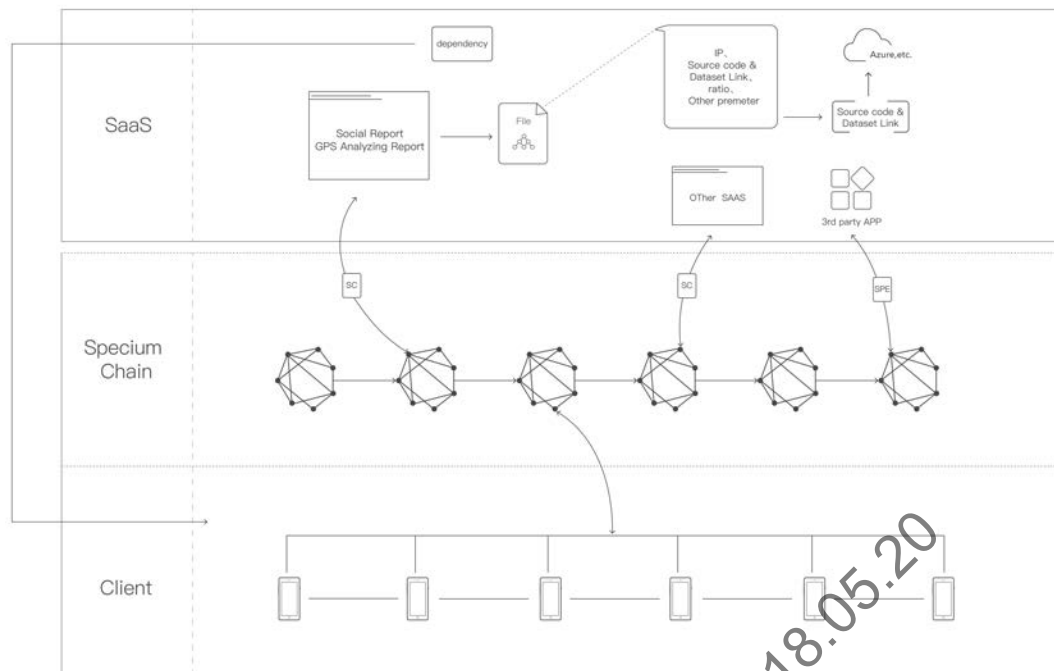 dependency
SaaS
Social Report
GPS Analyzing Report
File
IP、
Source code &
Dataset Link、
ratio、
Other premeter
Azure,etc.
Source code &
Dataset Link
OTher SAAS
3rd party APP
SC
SC
SPE
Specium
Chain
Client
18.05.20